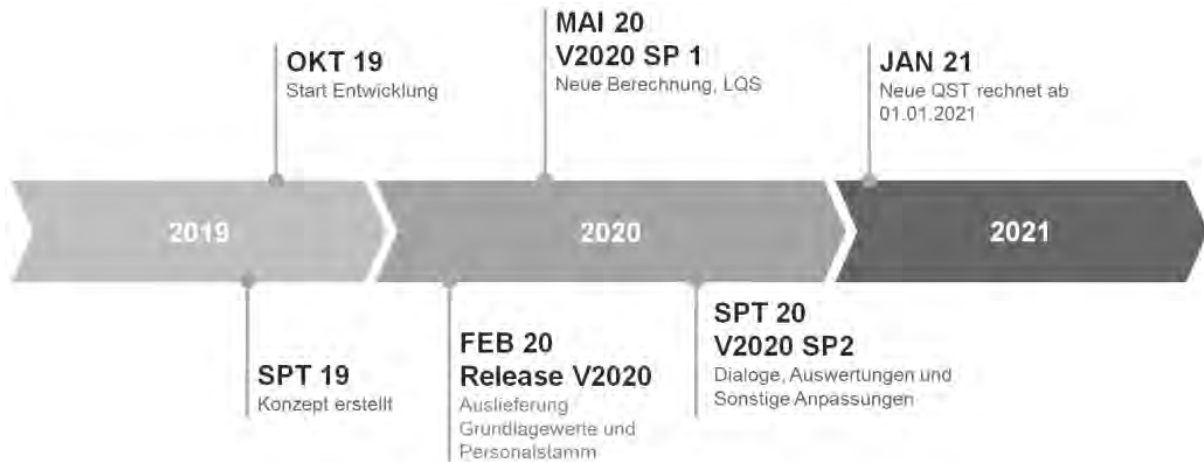 OKT 19
Start Entwicklung
MAI 20
V2020 SP 1
Neue Berechnung, LQS
JAN 21
Neue QST rechnet ab
01.01.2021
2019
2020
2021
SPT 19
Konzept erstellt
FEB 20
Release V2020
Auslieferung
Grundlagewerte und
Personalstamm
SPT 20
V2020 SP2
Dialoge, Auswertungen und
Sonstige Anpassungen